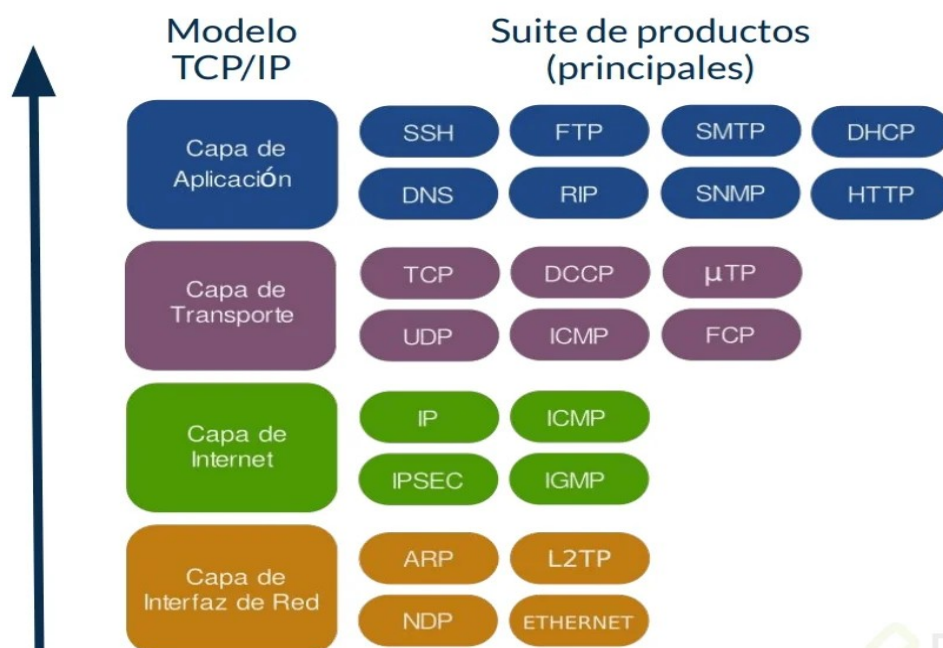 Modelo
TCP/IP
Suite de productos
(principales)
Capa de
Aplicación
SSH
FTP
SMTP
DHCP
DNS
RIP
SNMP
HTTP
Capa de
Transporte
TCP
DCCP
µTP
UDP
ICMP
FCP
Capa de
Internet
IP
ICMP
IPSEC
IGMP
Capa de
Interfaz de Red
ARP
L2TP
NDP
ETHERNET